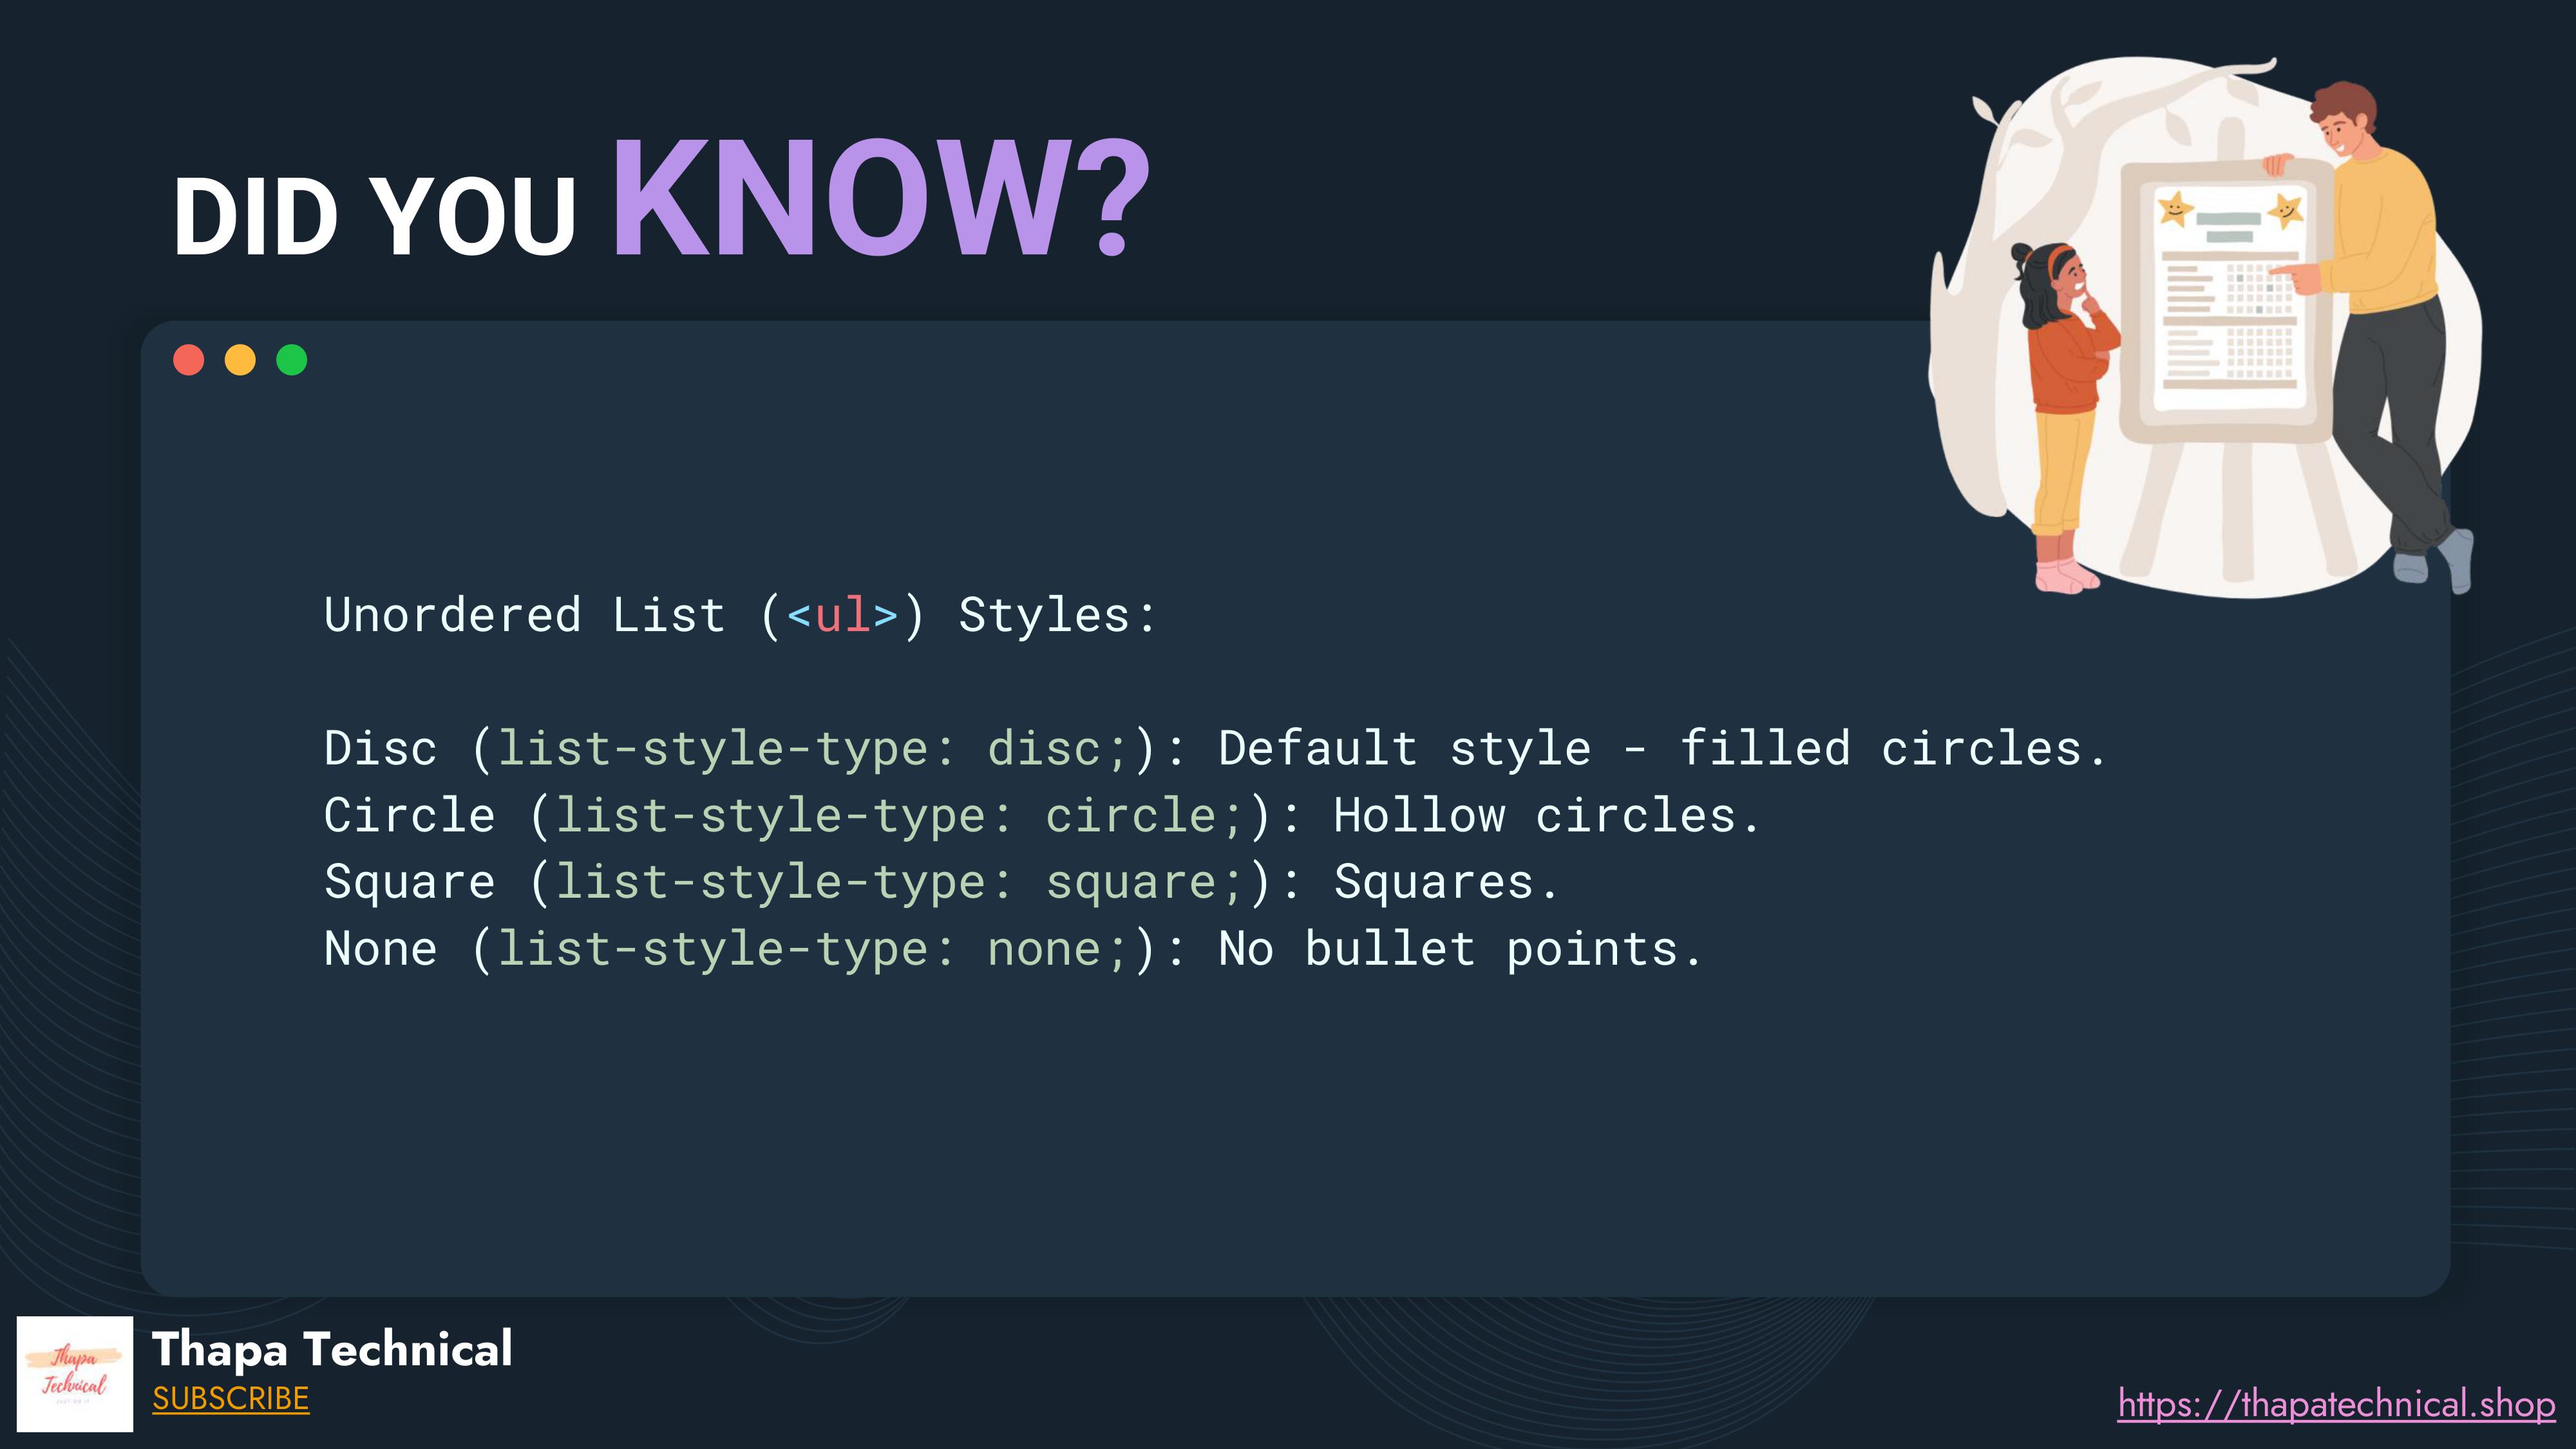 DID YOU KNOW?
Unordered List (<ul>) Styles:
Disc (list-style-type: disc;): Default style - filled circles.
Circle (list-style-type: circle;): Hollow circles.
Square (list-style-type: square;): Squares.
None (list-style-type: none;): No bullet points.
Thapa
Technical
Thapa Technical
SUBSCRIBE
https://thapatechnical.shop